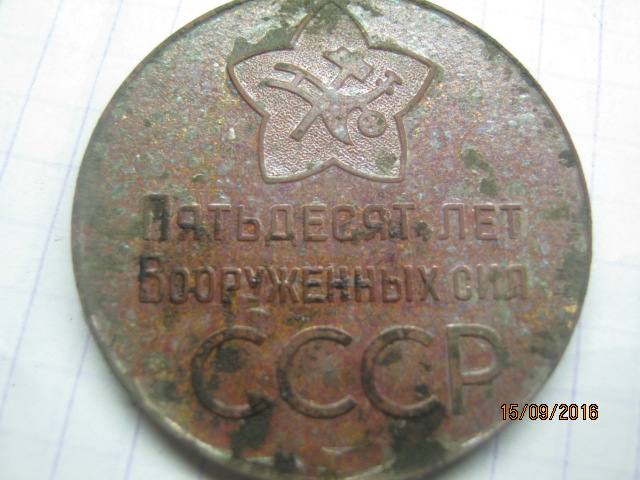 Пятьдесят лет
Вооруженных сил
СССР
15/09/2016